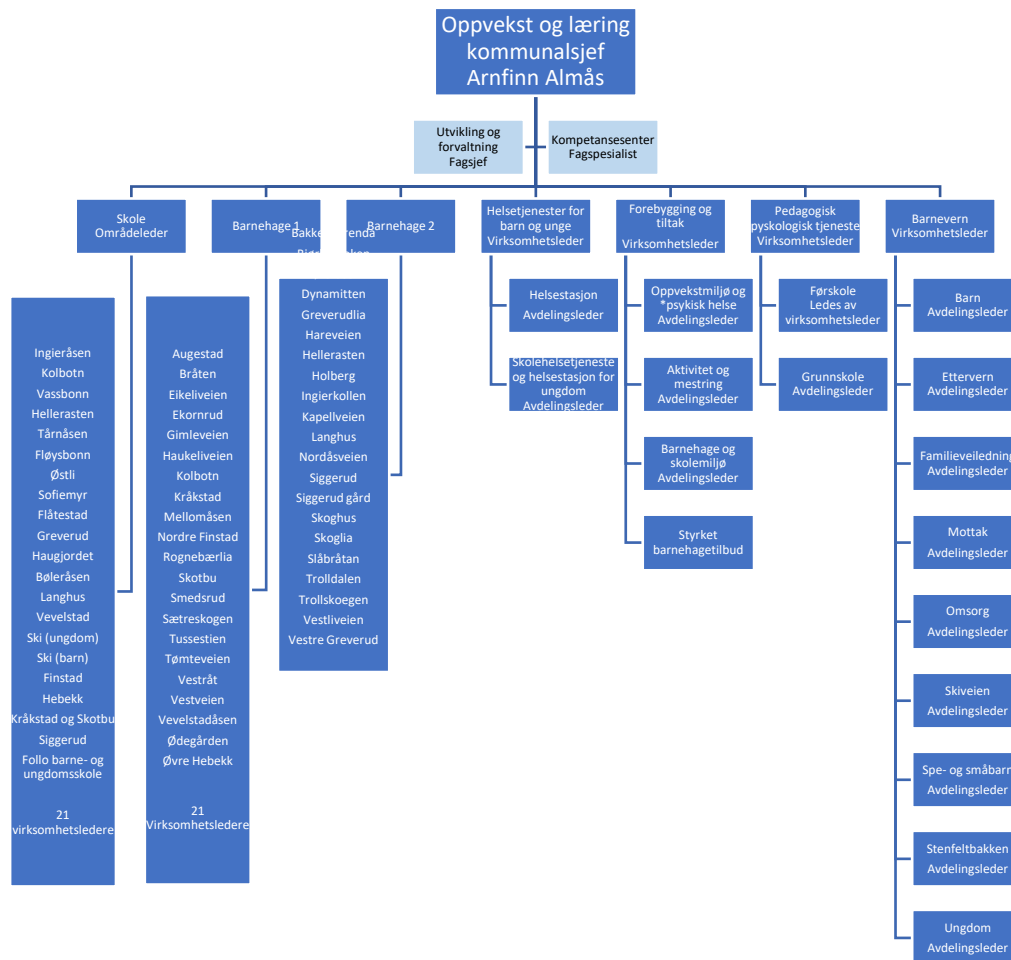 Oppvekst og læring
kommunalsjef
Arnfinn Almås
Utvikling og
forvaltning
Fagsjef
Kompetansesenter
Fagspesialist
Skole
Områdeleder
Barnehage 1
Barnehage 2
Helsetjenester for
barn og unge
Virksomhetsleder
Forebygging og
tiltak
Virksomhetsleder
Pedagogisk
pyskologisk tjeneste
Virksomhetsleder
Barnevern
Virksomhetsleder
Ingieråsen
Kolbotn
Vassbonn
Hellerasten
Tårnåsen
Fløysbonn
Østli
Sofiemyr
Flåtestad
Greverud
Haugjordet
Bøleråsen
Langhus
Vevelstad
Ski (ungdom)
Ski (barn)
Finstad
Hebekk
Kråkstad og Skotbu
Siggerud
Follo barne- og
ungdomsskole
21
virksomhetsledere
Augestad
Bråten
Eikeliveien
Ekornrud
Gimleveien
Haukeliveien
Kolbotn
Kråkstad
Mellomåsen
Nordre Finstad
Rognebærlia
Skotbu
Smedsrud
Sætreskogen
Tussestien
Tømteveien
Vestråt
Vestveien
Vevelstadåsen
Ødegården
Øvre Hebekk
21
Virksomhetsledere
Dynamitten
Greverudlia
Hareveien
Hellerasten
Holberg
Ingierkollen
Kapellveien
Langhus
Nordåsveien
Siggerud
Siggerud gård
Skoghus
Skoglia
Slåbråtan
Trolldalen
Trollskoegen
Vestliveien
Vestre Greverud
Helsestasjon
Avdelingsleder
Skolehelsetjeneste
og helsestasjon for
ungdom
Avdelingsleder
Oppvekstmiljø og
*psykisk helse
Avdelingsleder
Aktivitet og
mestring
Avdelingsleder
Barnehage og
skolemiljø
Avdelingsleder
Styrket
barnehagetilbud
Førskole
Ledes av
virksomhetsleder
Grunnskole
Avdelingsleder
Barn
Avdelingsleder
Ettervern
Avdelingsleder
Familieveiledning
Avdelingsleder
Mottak
Avdelingsleder
Omsorg
Avdelingsleder
Skiveien
Avdelingsleder
Spe- og småbarn
Avdelingsleder
Stenfeltbakken
Avdelingsleder
Ungdom
Avdelingsleder